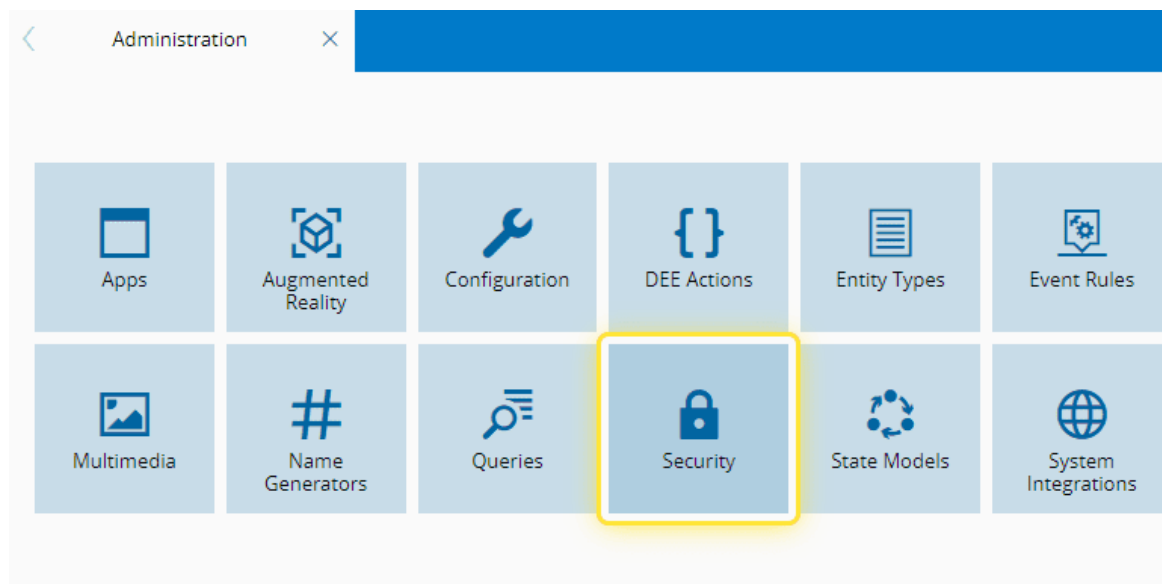 Administration
Apps
Augmented
Reality
Configuration
DEE Actions
Entity Types
Event Rules
Multimedia
Name
Generators
Queries
Security
State Models
System
Integrations